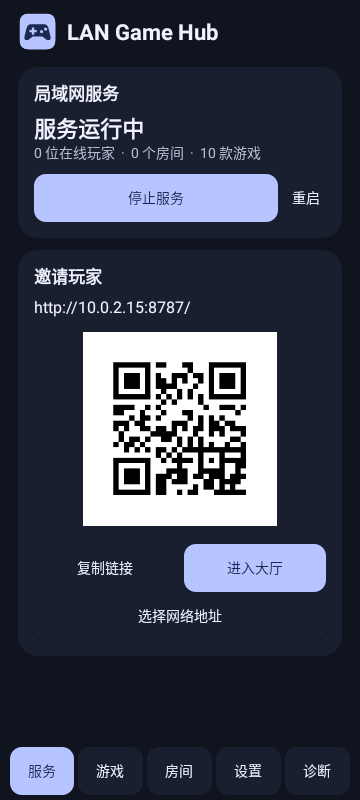 LAN Game Hub
局域网服务
服务运行中
0 位在线玩家 · 0 个房间 · 10 款游戏
停止服务 重启
邀请玩家
http://10.0.2.15:8787/
复制链接 进入大厅
选择网络地址
服务 游戏 房间 设置 诊断